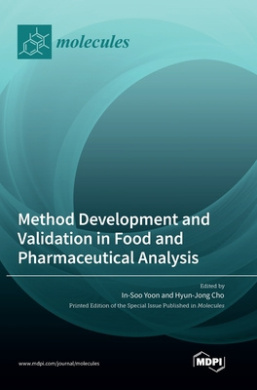 molecules
Method Development and
Validation in Food and
Pharmaceutical Analysis
Edited by
In-Soo Yoon and Hyun-Jong Cho
Printed Edition of the Special Issue Published in Molecules
www.mdpi.com/journal/molecules
MDPI